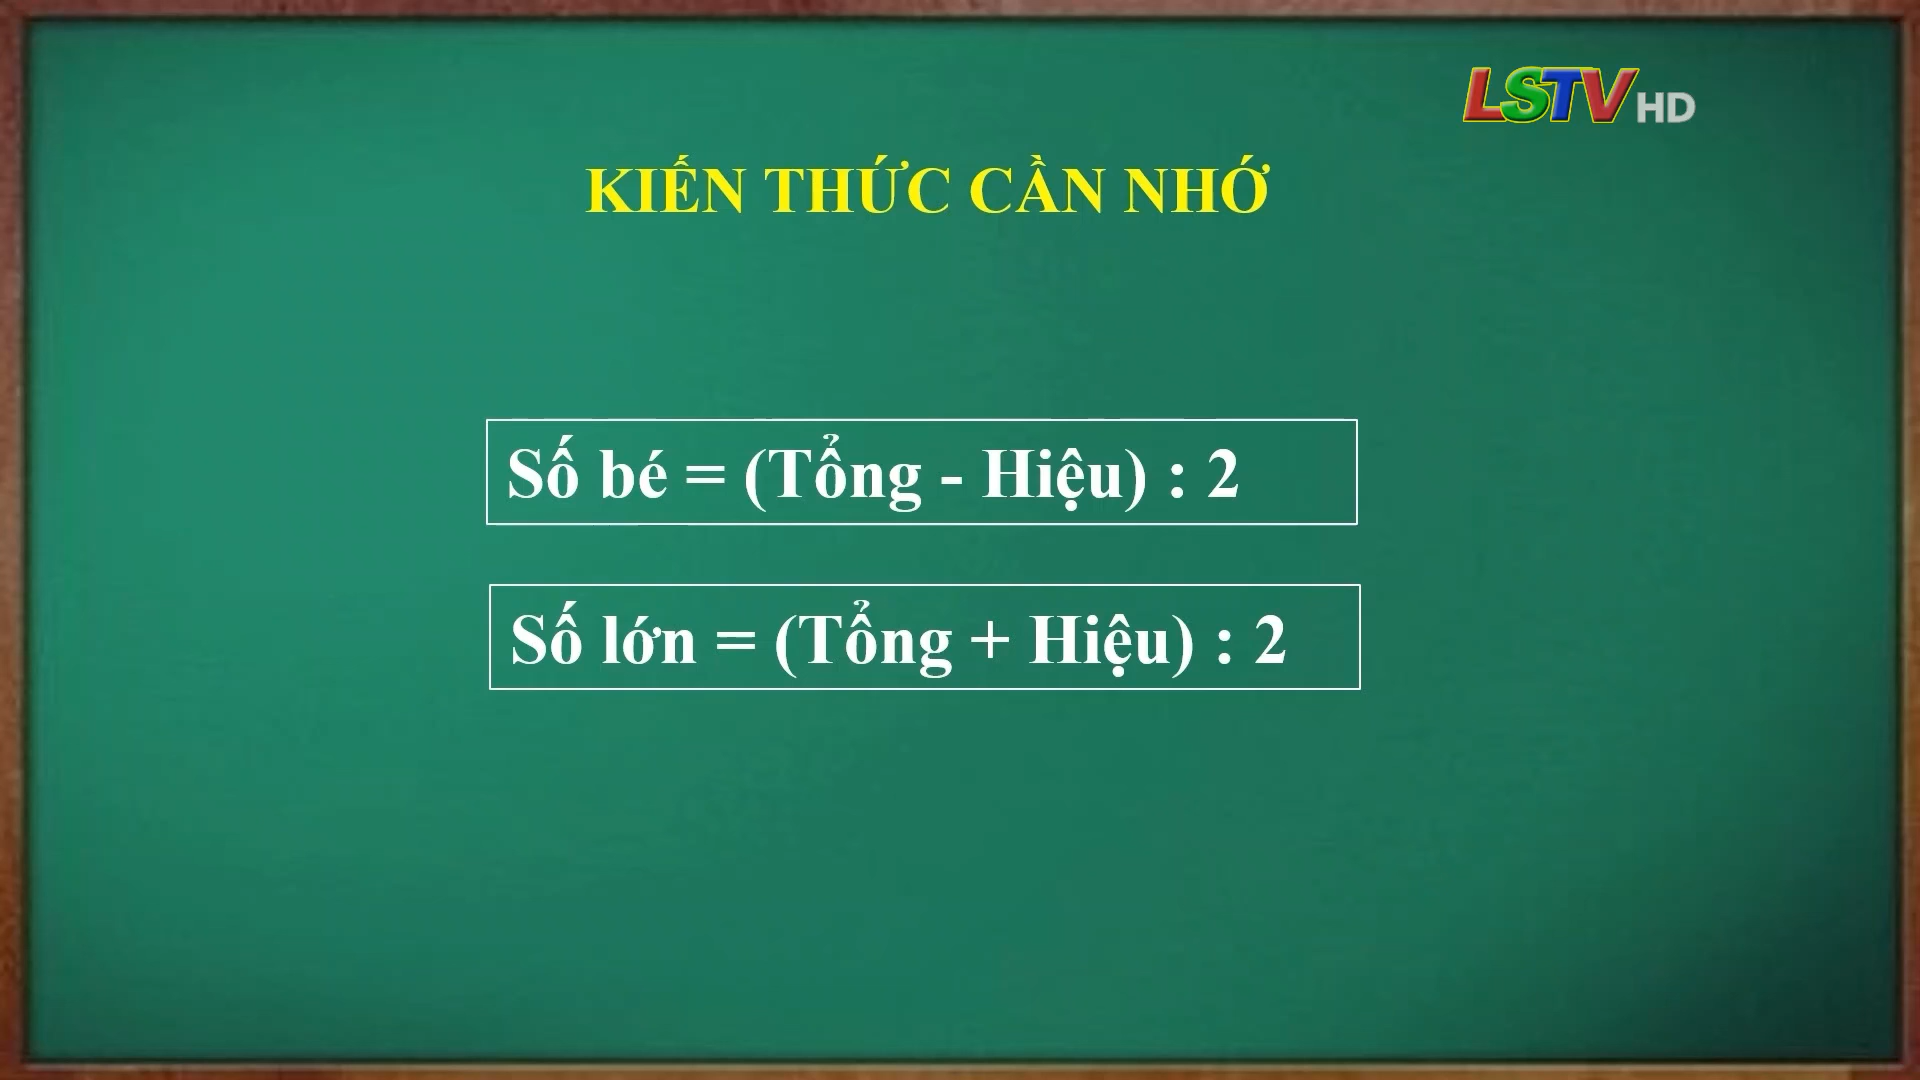 LSTV HD
KIẾN THỨC CẦN NHỚ
Số bé = (Tổng - Hiệu) : 2
Số lớn = (Tổng + Hiệu) : 2